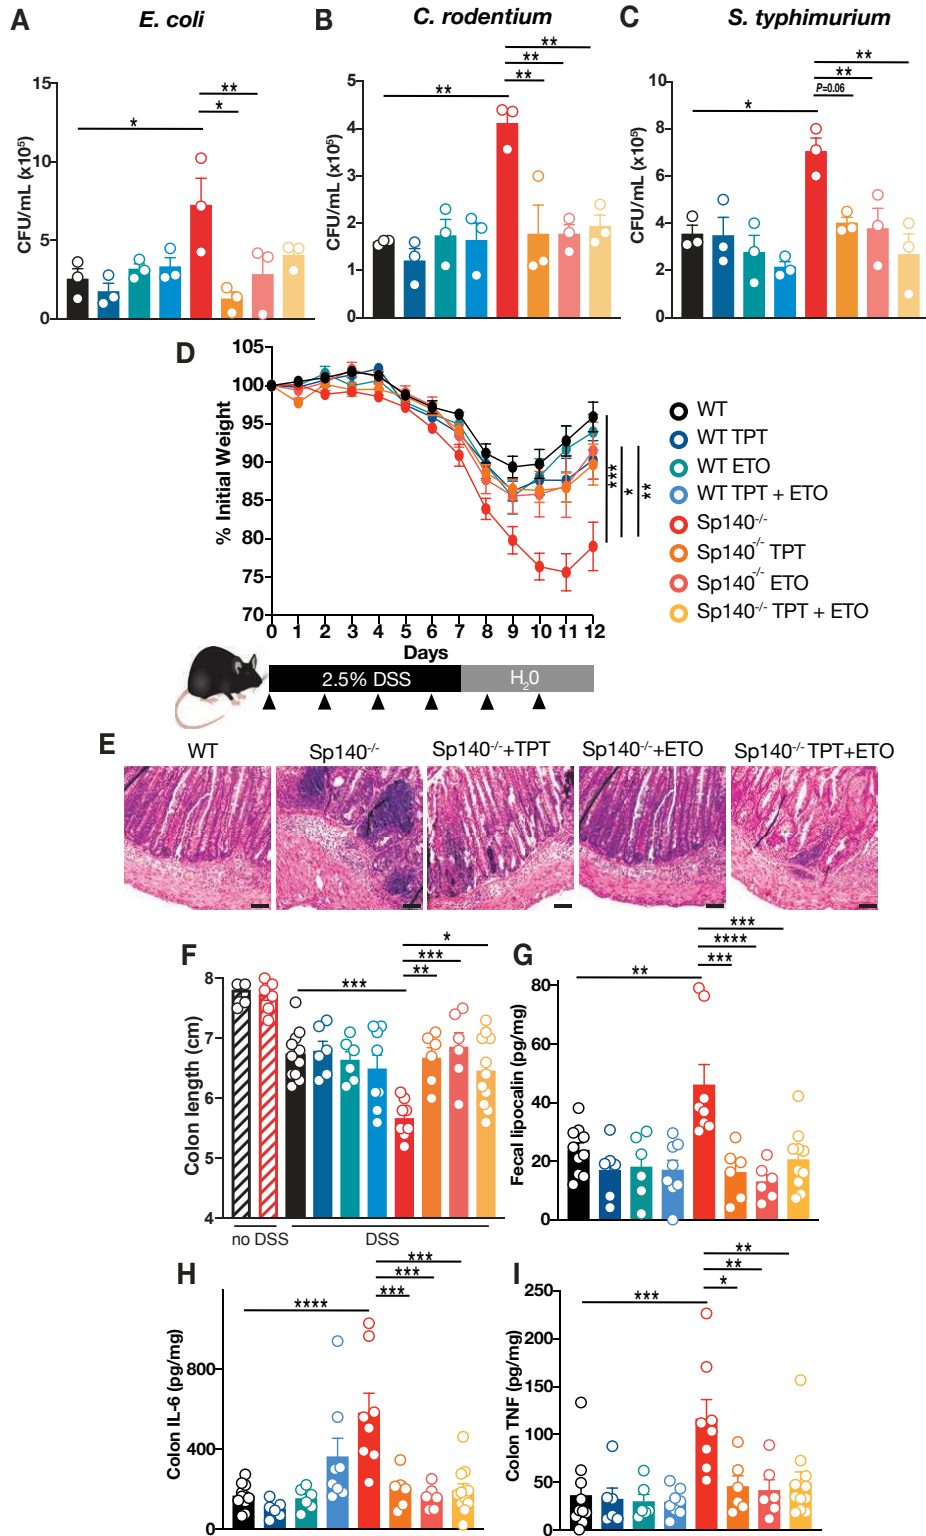 A
E. coli
CFU/mL (x10⁵)
15
10
5
0
*
*
**
B
C. rodentium
CFU/mL (x10⁵)
5
4
3
2
1
0
**
**
**
**
C
S. typhimurium
CFU/mL (x10⁵)
10
8
6
4
2
0
*
P=0.06
**
**
D
% Initial Weight
105
100
95
90
85
80
75
70
0 1 2 3 4 5 6 7 8 9 10 11 12
Days
***
*
**
WT
WT TPT
WT ETO
WT TPT + ETO
Sp140⁻/⁻
Sp140⁻/⁻ TPT
Sp140⁻/⁻ ETO
Sp140⁻/⁻ TPT + ETO
2.5% DSS
H₂0
E
WT
Sp140⁻/⁻
Sp140⁻/⁻+TPT
Sp140⁻/⁻+ETO
Sp140⁻/⁻ TPT+ETO
F
Colon length (cm)
8
7
6
5
4
no DSS
DSS
***
**
***
*
G
Fecal lipocalin (pg/mg)
80
60
40
20
0
**
***
****
***
H
Colon IL-6 (pg/mg)
800
400
0
****
***
***
***
I
Colon TNF (pg/mg)
250
200
150
100
50
0
***
*
**
**